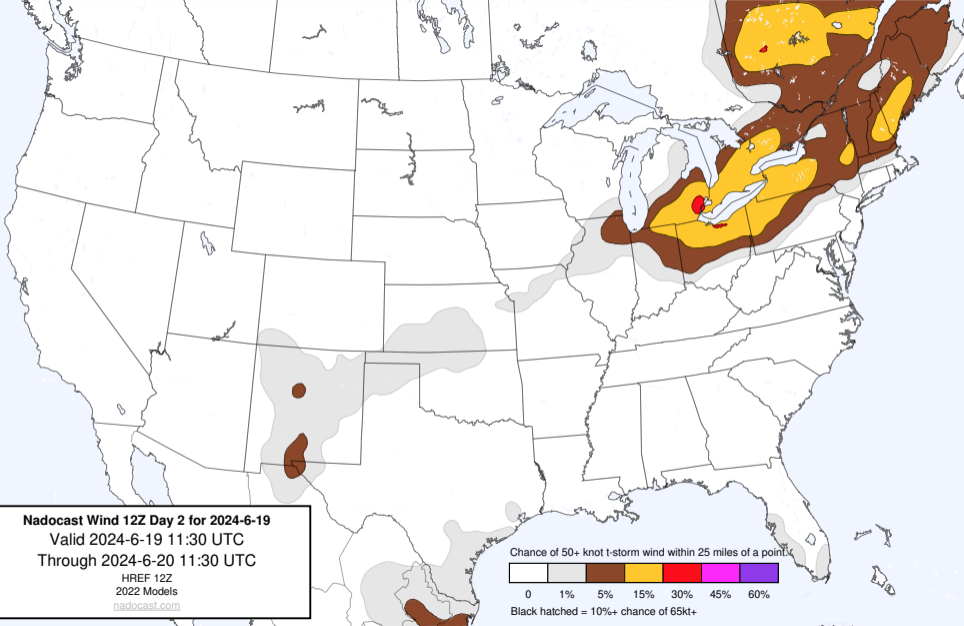 Nadocast Wind 12Z Day 2 for 2024-6-19
Valid 2024-6-19 11:30 UTC
Through 2024-6-20 11:30 UTC
HREF 12Z
2022 Models
nadocast.com
Chance of 50+ knot t-storm wind within 25 miles of a point.
0 1% 5% 15% 30% 45% 60%
Black hatched = 10%+ chance of 65kt+